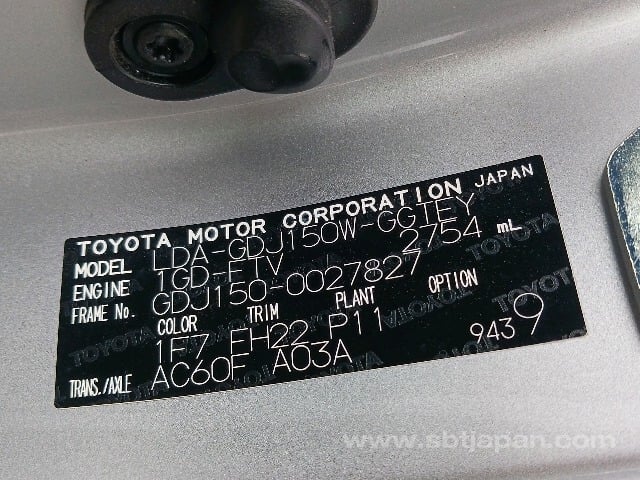 TOYOTA MOTOR CORPORATION JAPAN
MODEL LDA-GDJ150W-GGTEY
ENGINE 1GD-FTV 2754 mL
FRAME No. GDJ150-0027827
COLOR TRIM PLANT OPTION
1F7 FH22 P11
TRANS./AXLE AC60F A03A 9439
www.sbtjapan.com